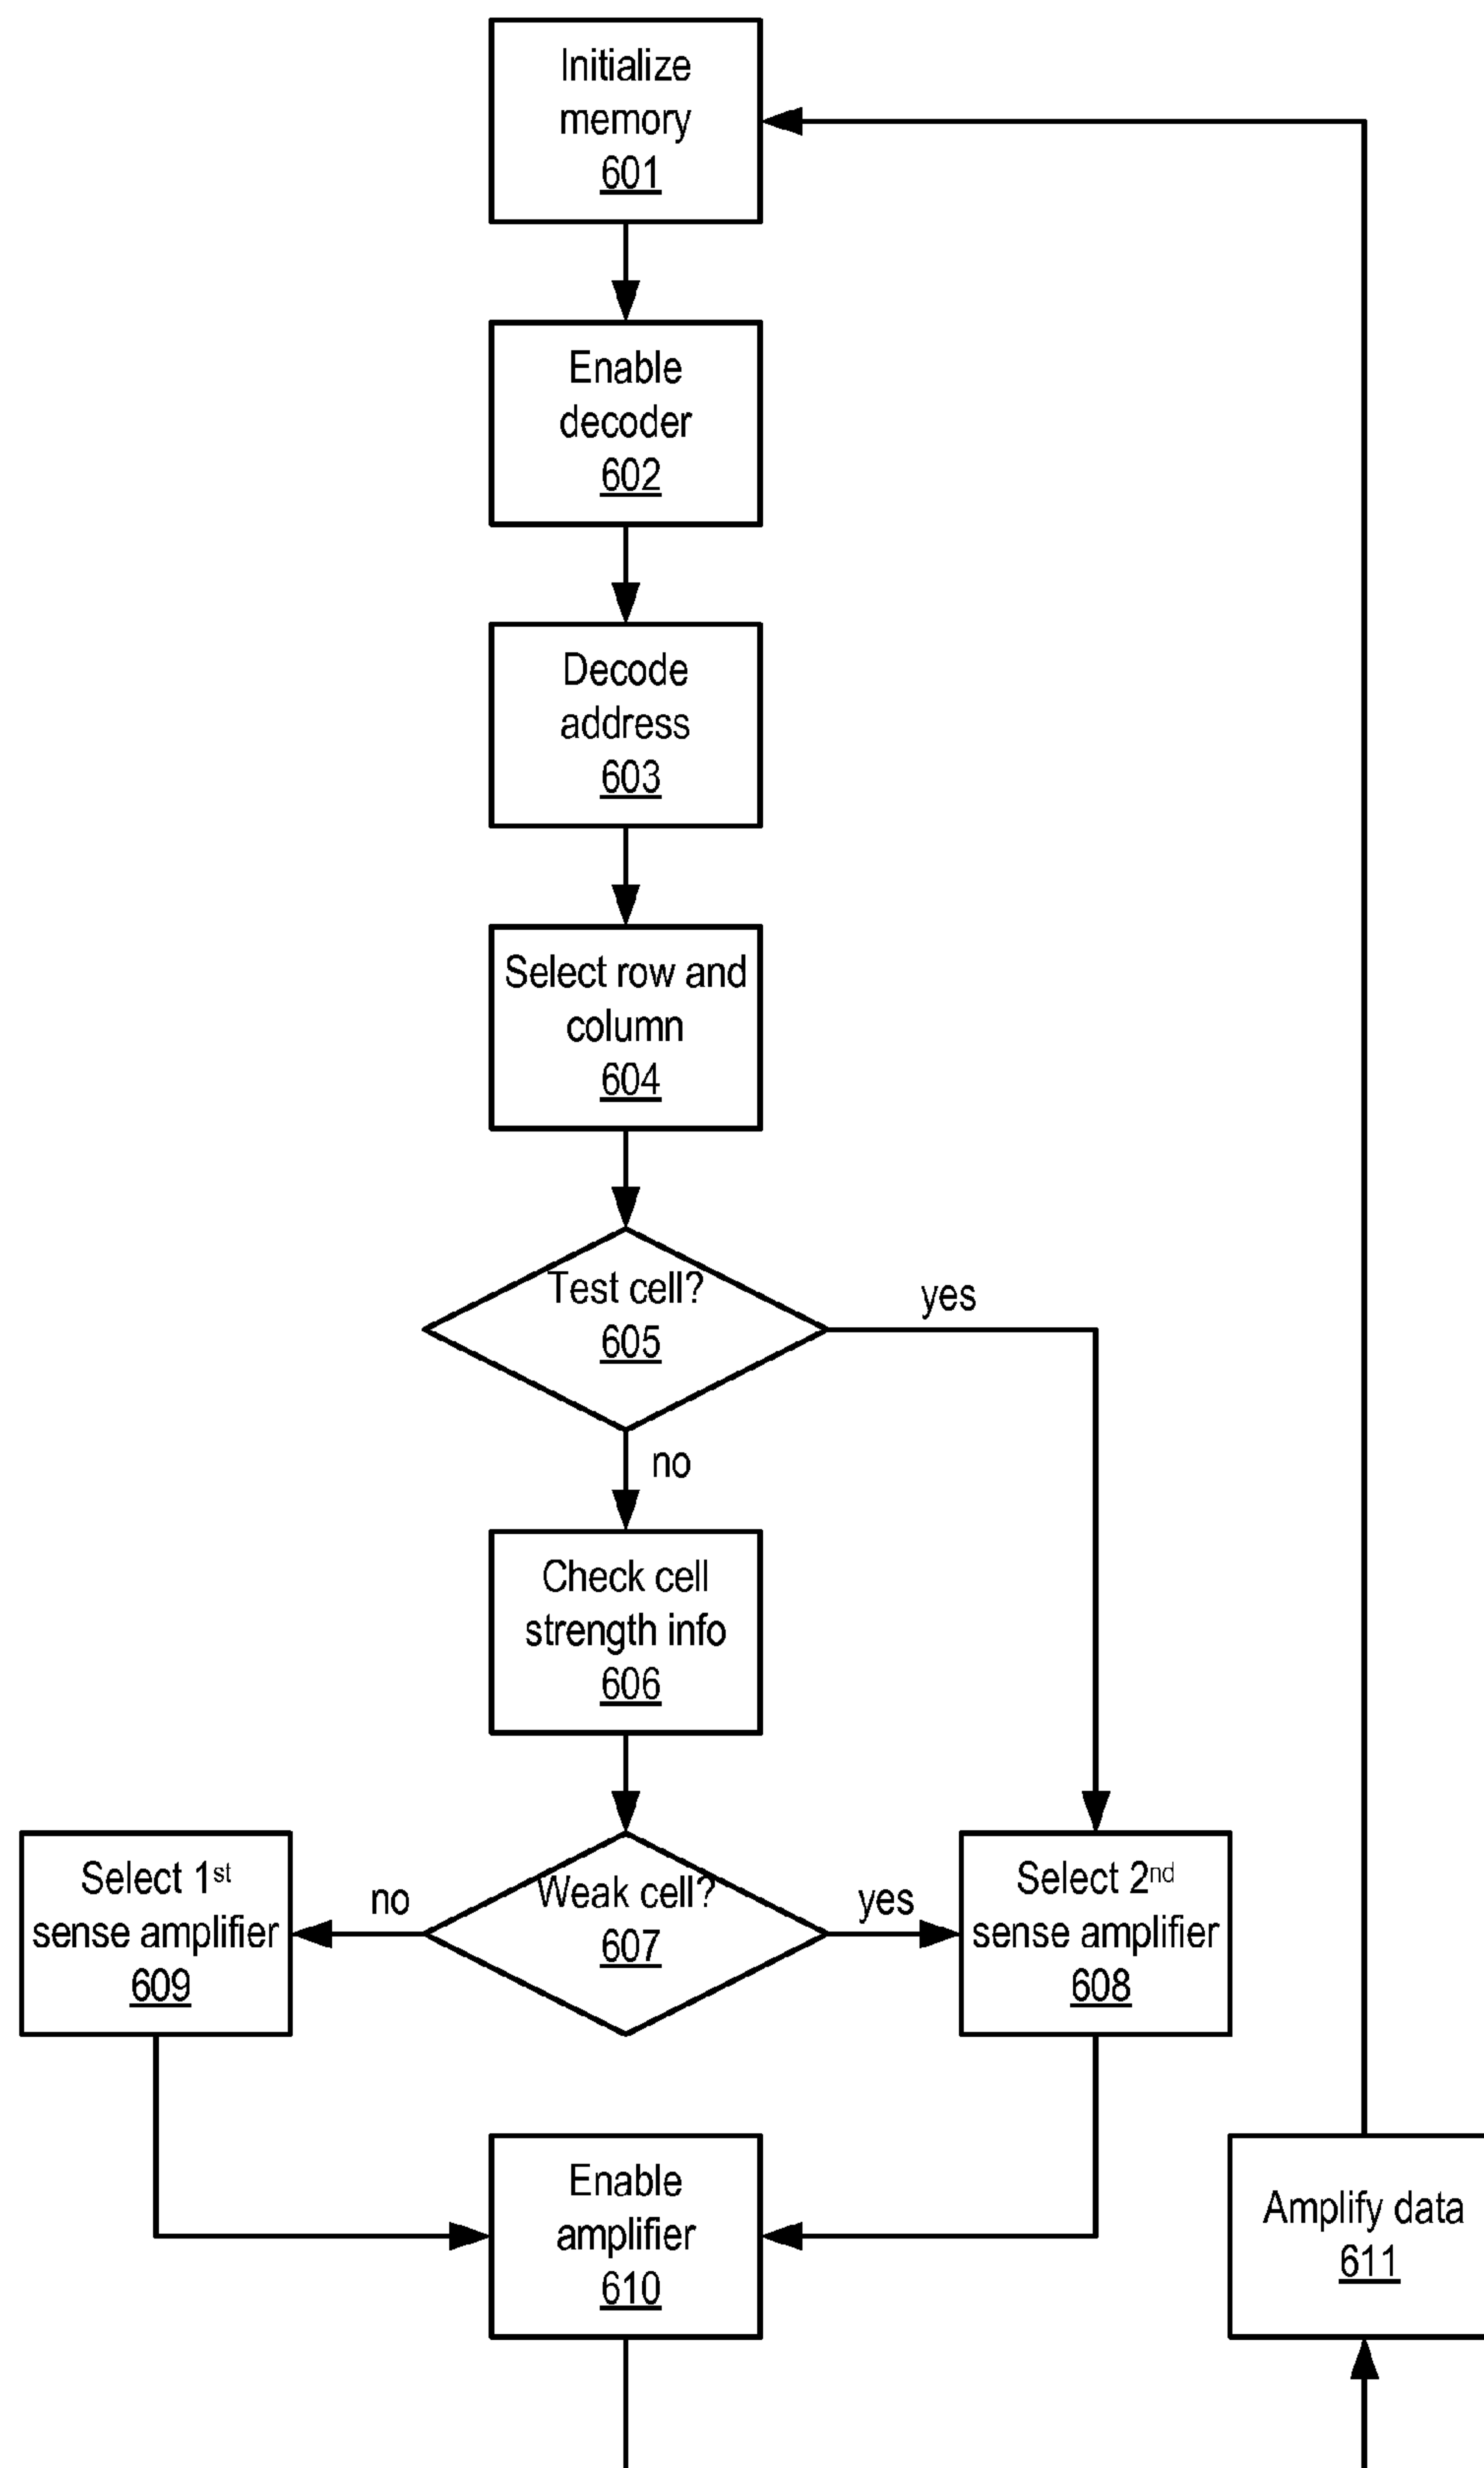 Initialize
memory
601
Enable
decoder
602
Decode
address
603
Select row and
column
604
Test cell?
605
yes
no
Check cell
strength info
606
Select 1st
sense amplifier
609
no
Weak cell?
607
yes
Select 2nd
sense amplifier
608
Enable
amplifier
610
Amplify data
611